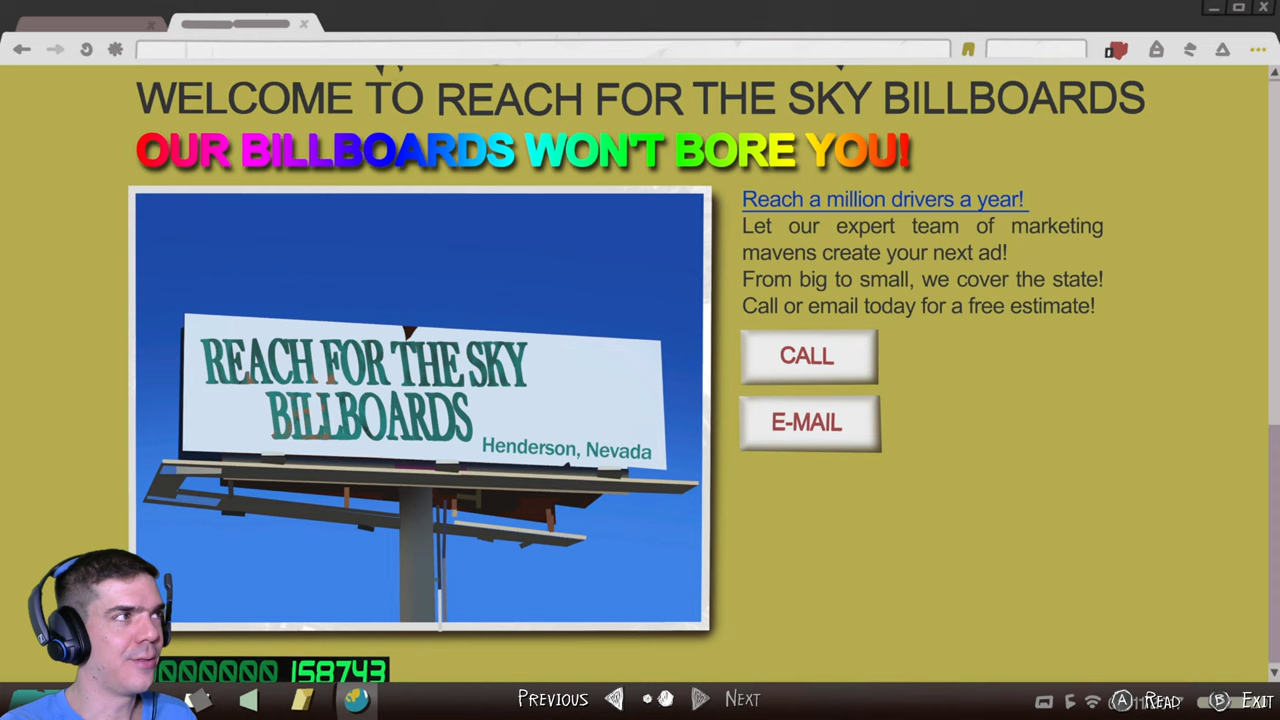 WELCOME TO REACH FOR THE SKY BILLBOARDS
OUR BILLBOARDS WON'T BORE YOU!
Reach a million drivers a year!
Let our expert team of marketing
mavens create your next ad!
From big to small, we cover the state!
Call or email today for a free estimate!
CALL
E-MAIL
REACH FOR THE SKY
BILLBOARDS
Henderson, Nevada
000000 158743
PREVIOUS
NEXT
A READ
B EXIT